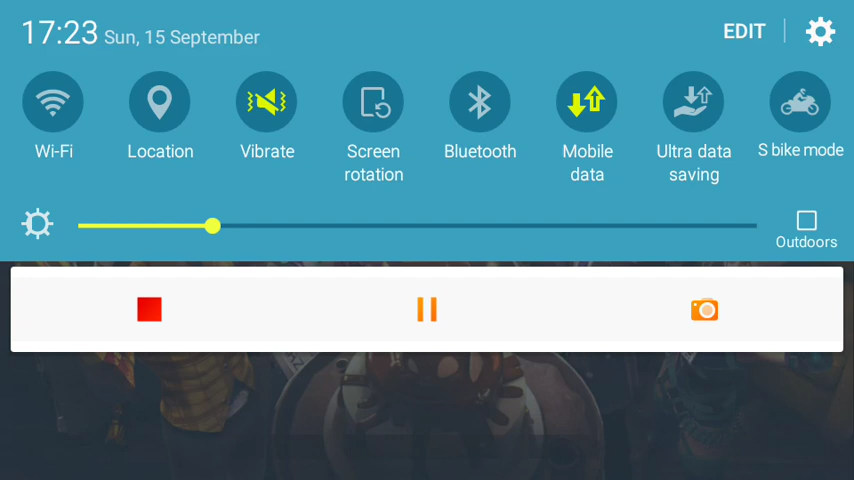 17:23 Sun, 15 September
EDIT
Wi-Fi
Location
Vibrate
Screen
rotation
Bluetooth
Mobile
data
Ultra data
saving
S bike mode
Outdoors